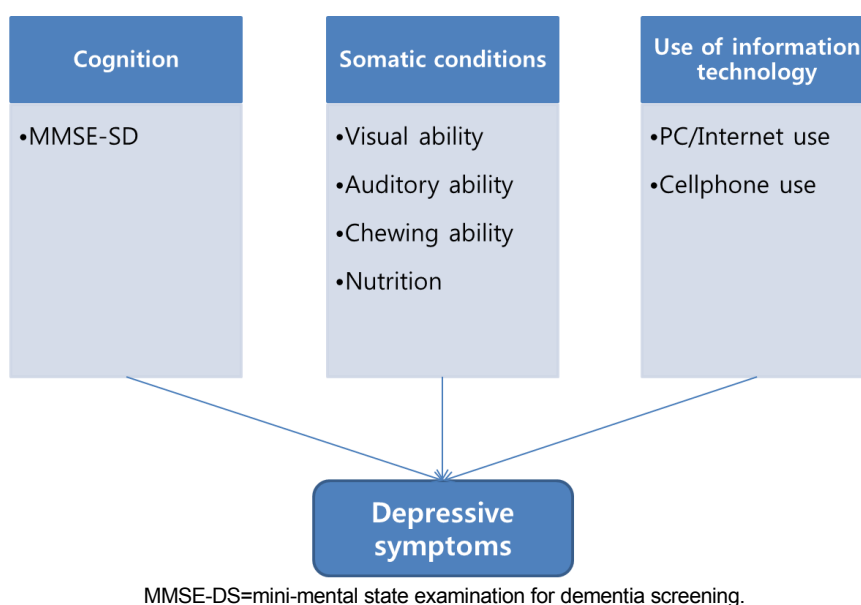 Cognition
•MMSE-SD
Somatic conditions
•Visual ability
•Auditory ability
•Chewing ability
•Nutrition
Use of information
technology
•PC/Internet use
•Cellphone use
Depressive
symptoms
MMSE-DS=mini-mental state examination for dementia screening.